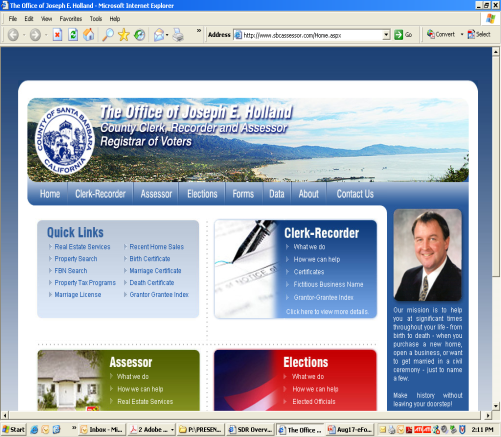 The Office of Joseph E. Holland - Microsoft Internet Explorer
File Edit View Favorites Tools Help
Address http://www.sbcassessor.com/Home.aspx Go Convert Select
COUNTY OF SANTA BARBARA
CALIFORNIA
The Office of Joseph E. Holland
County Clerk, Recorder and Assessor
Registrar of Voters
Home Clerk-Recorder Assessor Elections Forms Data About Contact Us
Quick Links
Real Estate Services
Property Search
FBN Search
Property Tax Programs
Marriage License
Recent Home Sales
Birth Certificate
Marriage Certificate
Death Certificate
Grantor Grantee Index
Clerk-Recorder
What we do
How we can help
Certificates
Fictitious Business Name
Grantor-Grantee Index
Click here to view more details.
Our mission is to help
you at significant times
throughout your life - from
birth to death - when you
purchase a new home,
open a business, or want
to get married in a civil
ceremony - just to name
a few.
Make history without
leaving your doorstep!
Assessor
What we do
How we can help
Real Estate Services
Elections
What we do
How we can help
Elected Officials
Start Inbox - Mi... 2 Adobe ... P:\PRESEN... SDR Overv... The Office ... Aug17-eFo... 2:11 PM